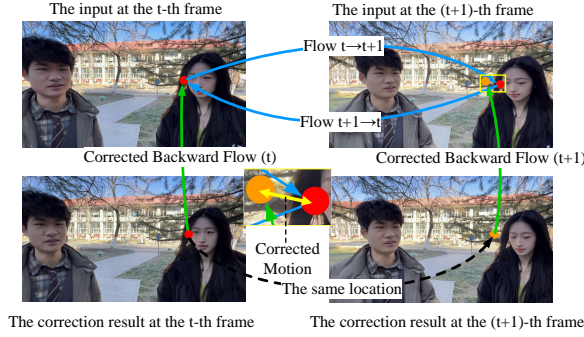 The input at the t-th frame
The input at the (t+1)-th frame
Flow t→t+1
Flow t+1→t
Corrected Backward Flow (t)
Corrected Backward Flow (t+1)
Corrected
Motion
The same location
The correction result at the t-th frame
The correction result at the (t+1)-th frame